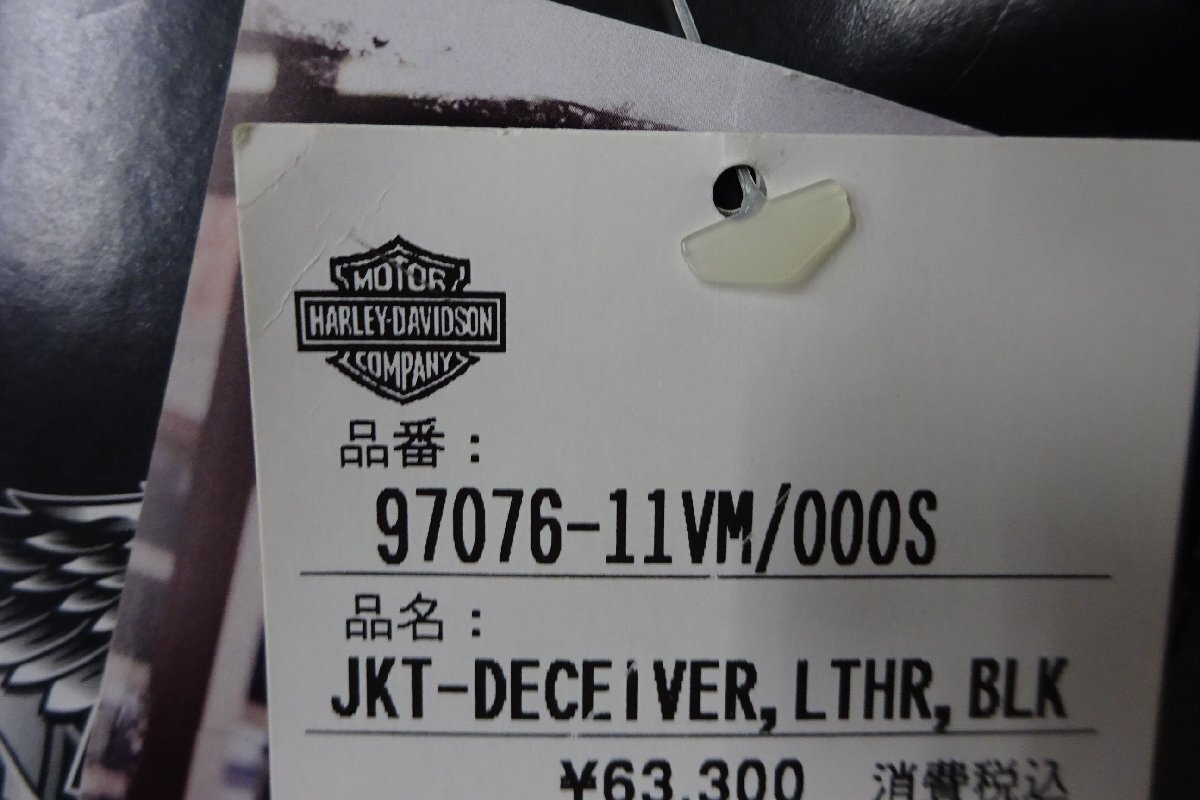 MOTOR
HARLEY-DAVIDSON
COMPANY
品番：
97076-11VM/000S
品名：
JKT-DECEIVER,LTHR,BLK
¥63,300 消費税込